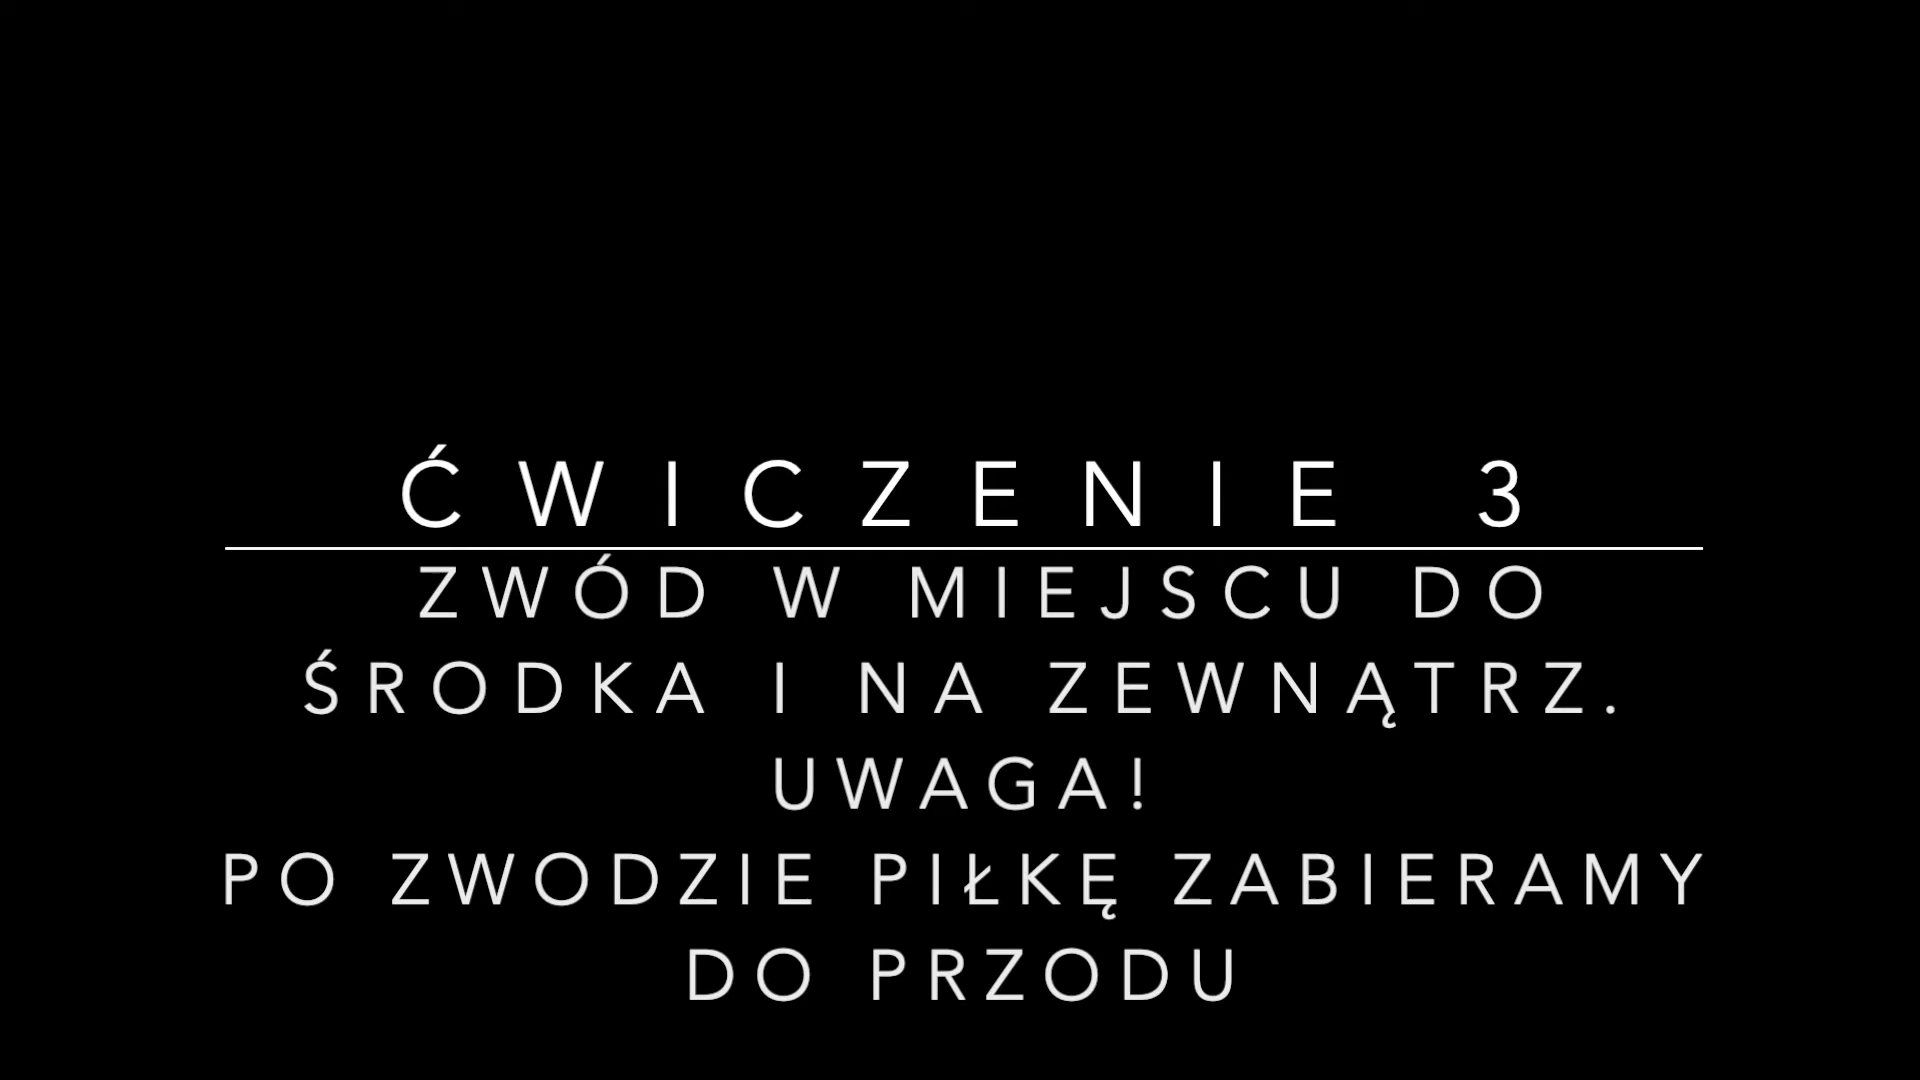 ĆWICZENIE 3
ZWÓD W MIEJSCU DO
ŚRODKA I NA ZEWNĄTRZ.
UWAGA!
PO ZWODZIE PIŁKĘ ZABIERAMY
DO PRZODU